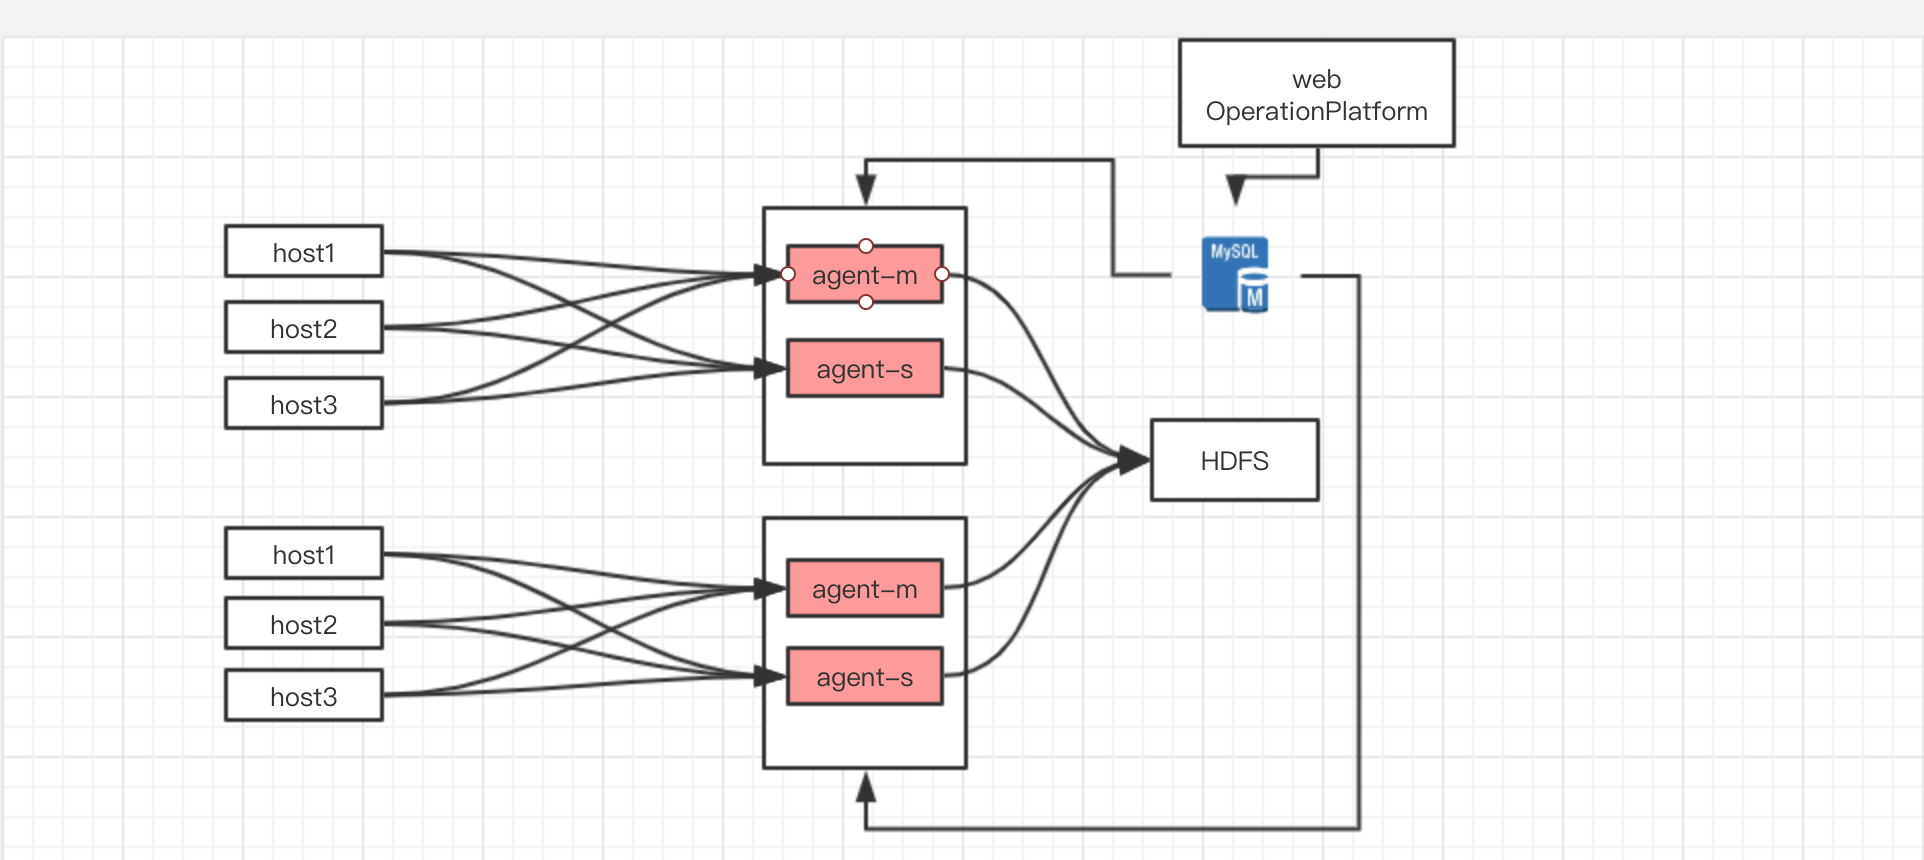 web
OperationPlatform
host1
host2
host3
agent-m
agent-s
MySQL
M
HDFS
host1
host2
host3
agent-m
agent-s